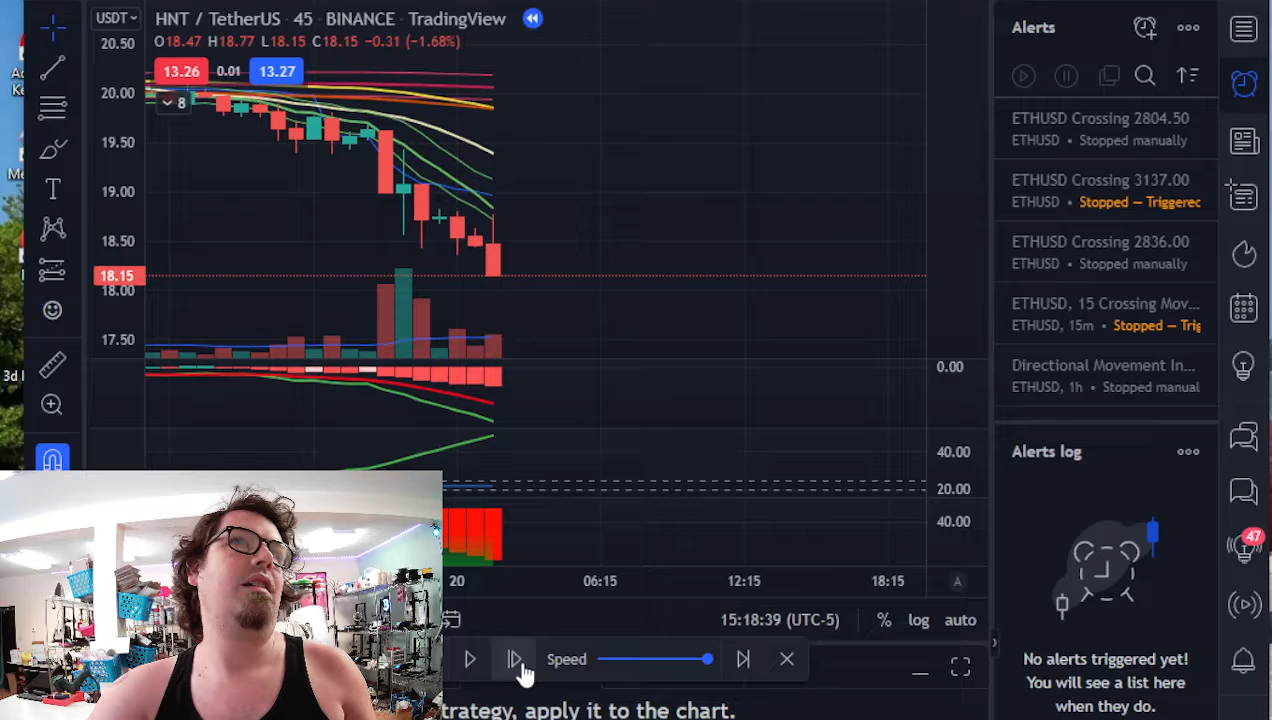 USDT
HNT / TetherUS · 45 · BINANCE · TradingView
O18.47 H18.77 L18.15 C18.15 −0.31 (−1.68%)
13.26 0.01 13.27
8
20.50
20.00
19.50
19.00
18.50
18.15
18.00
17.50
0.00
40.00
20.00
40.00
20 06:15 12:15 18:15 A
15:18:39 (UTC-5) % log auto
Speed
trategy, apply it to the chart.
3d
Alerts
ETHUSD Crossing 2804.50
ETHUSD • Stopped manually
ETHUSD Crossing 3137.00
ETHUSD • Stopped — Triggered
ETHUSD Crossing 2836.00
ETHUSD • Stopped manually
ETHUSD, 15 Crossing Mov...
ETHUSD, 15m • Stopped — Trig
Directional Movement In...
ETHUSD, 1h • Stopped manual
Alerts log
No alerts triggered yet!
You will see a list here
when they do.
47